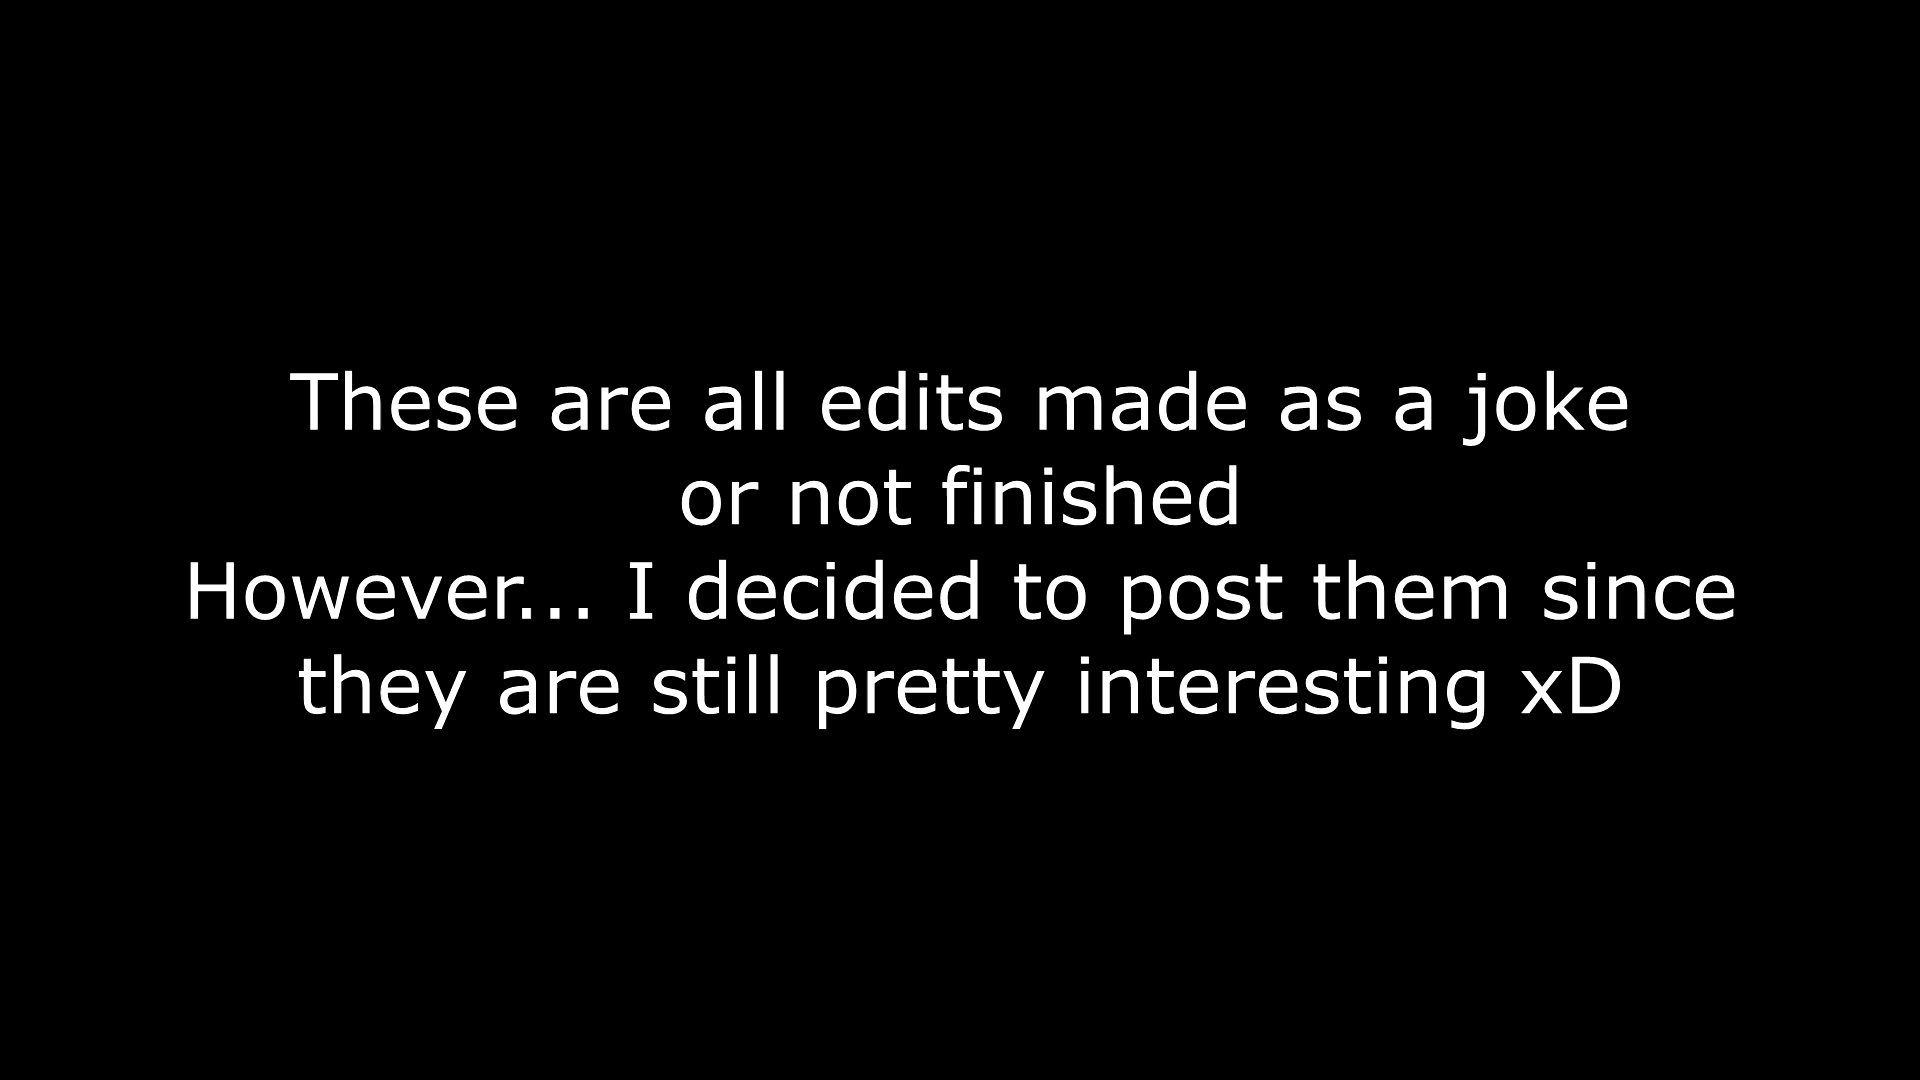 These are all edits made as a joke
or not finished
However... I decided to post them since
they are still pretty interesting xD